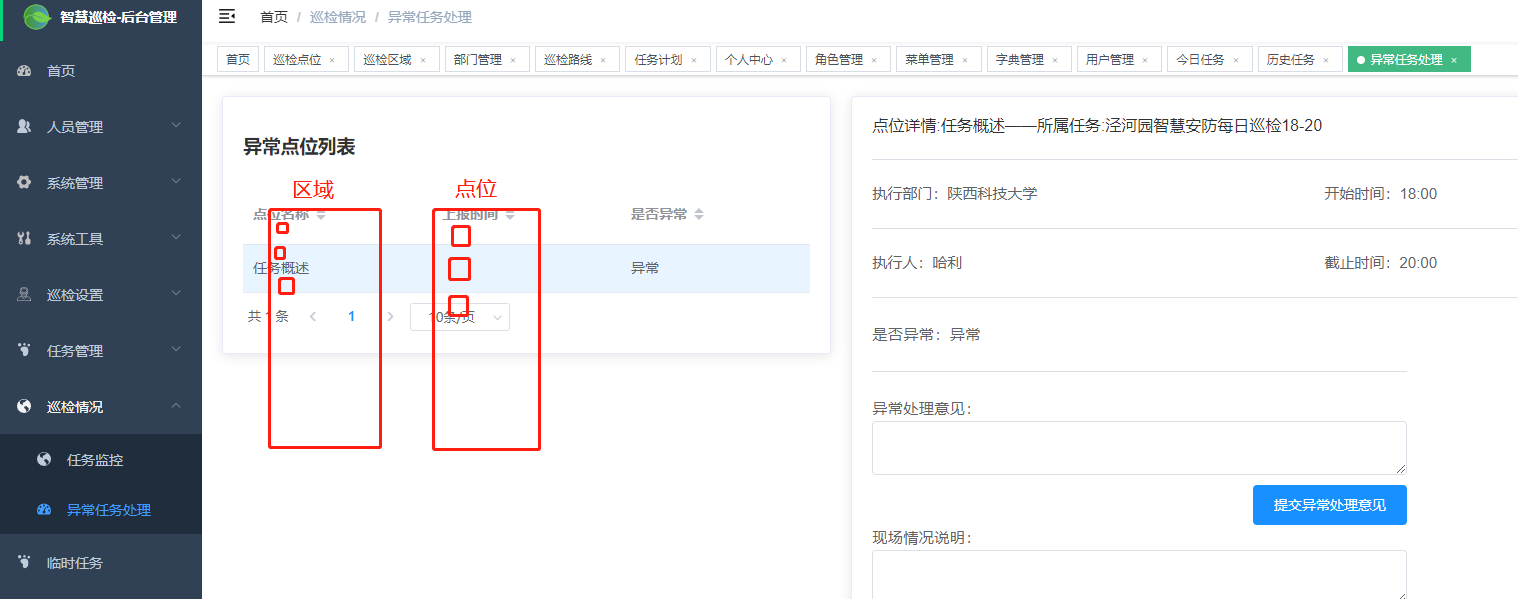 智慧巡检-后台管理
首页 / 巡检情况 / 异常任务处理
首页 巡检点位 × 巡检区域 × 部门管理 × 巡检路线 × 任务计划 × 个人中心 × 角色管理 × 菜单管理 × 字典管理 × 用户管理 × 今日任务 × 历史任务 × 异常任务处理 ×
首页
人员管理
系统管理
系统工具
巡检设置
任务管理
巡检情况
任务监控
异常任务处理
临时任务
异常点位列表
区域 点位
点位名称 上报时间 是否异常
任务概述 异常
共 1 条 < 1 > 10条/页
点位详情:任务概述——所属任务:泾河园智慧安防每日巡检18-20
执行部门：陕西科技大学 开始时间：18:00
执行人：哈利 截止时间：20:00
是否异常：异常
异常处理意见：
提交异常处理意见
现场情况说明：